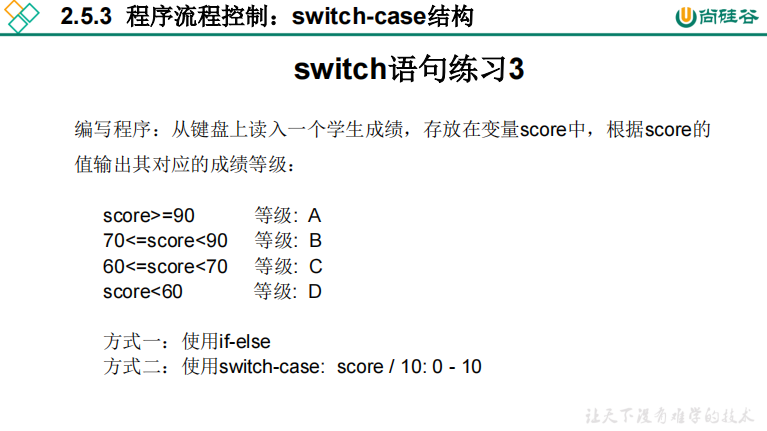 2.5.3 程序流程控制：switch-case结构
尚硅谷
switch语句练习3
编写程序：从键盘上读入一个学生成绩，存放在变量score中，根据score的
值输出其对应的成绩等级：
score>=90 等级: A
70<=score<90 等级: B
60<=score<70 等级: C
score<60 等级: D
方式一：使用if-else
方式二：使用switch-case: score / 10: 0 - 10
让天下没有难学的技术